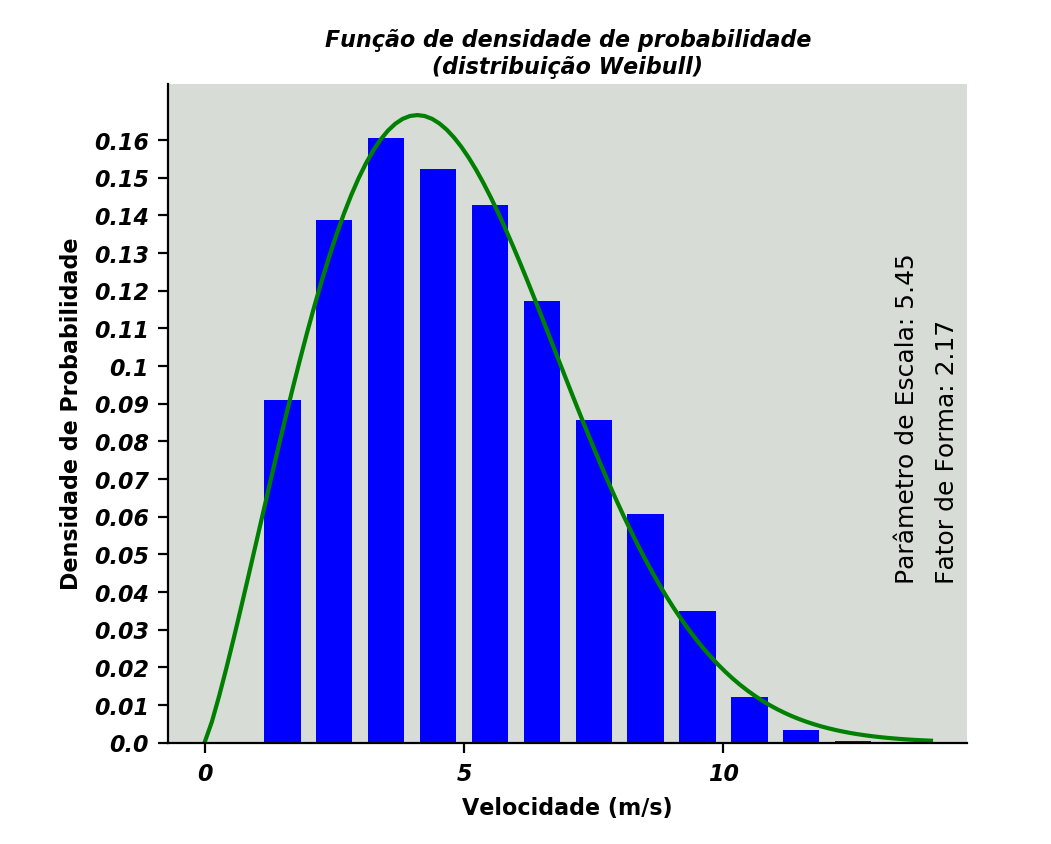 Função de densidade de probabilidade
(distribuição Weibull)
0.16
0.15
0.14
0.13
0.12
0.11
0.1
0.09
0.08
0.07
0.06
0.05
0.04
0.03
0.02
0.01
0.0
Densidade de Probabilidade
0 5 10
Velocidade (m/s)
Parâmetro de Escala: 5.45
Fator de Forma: 2.17